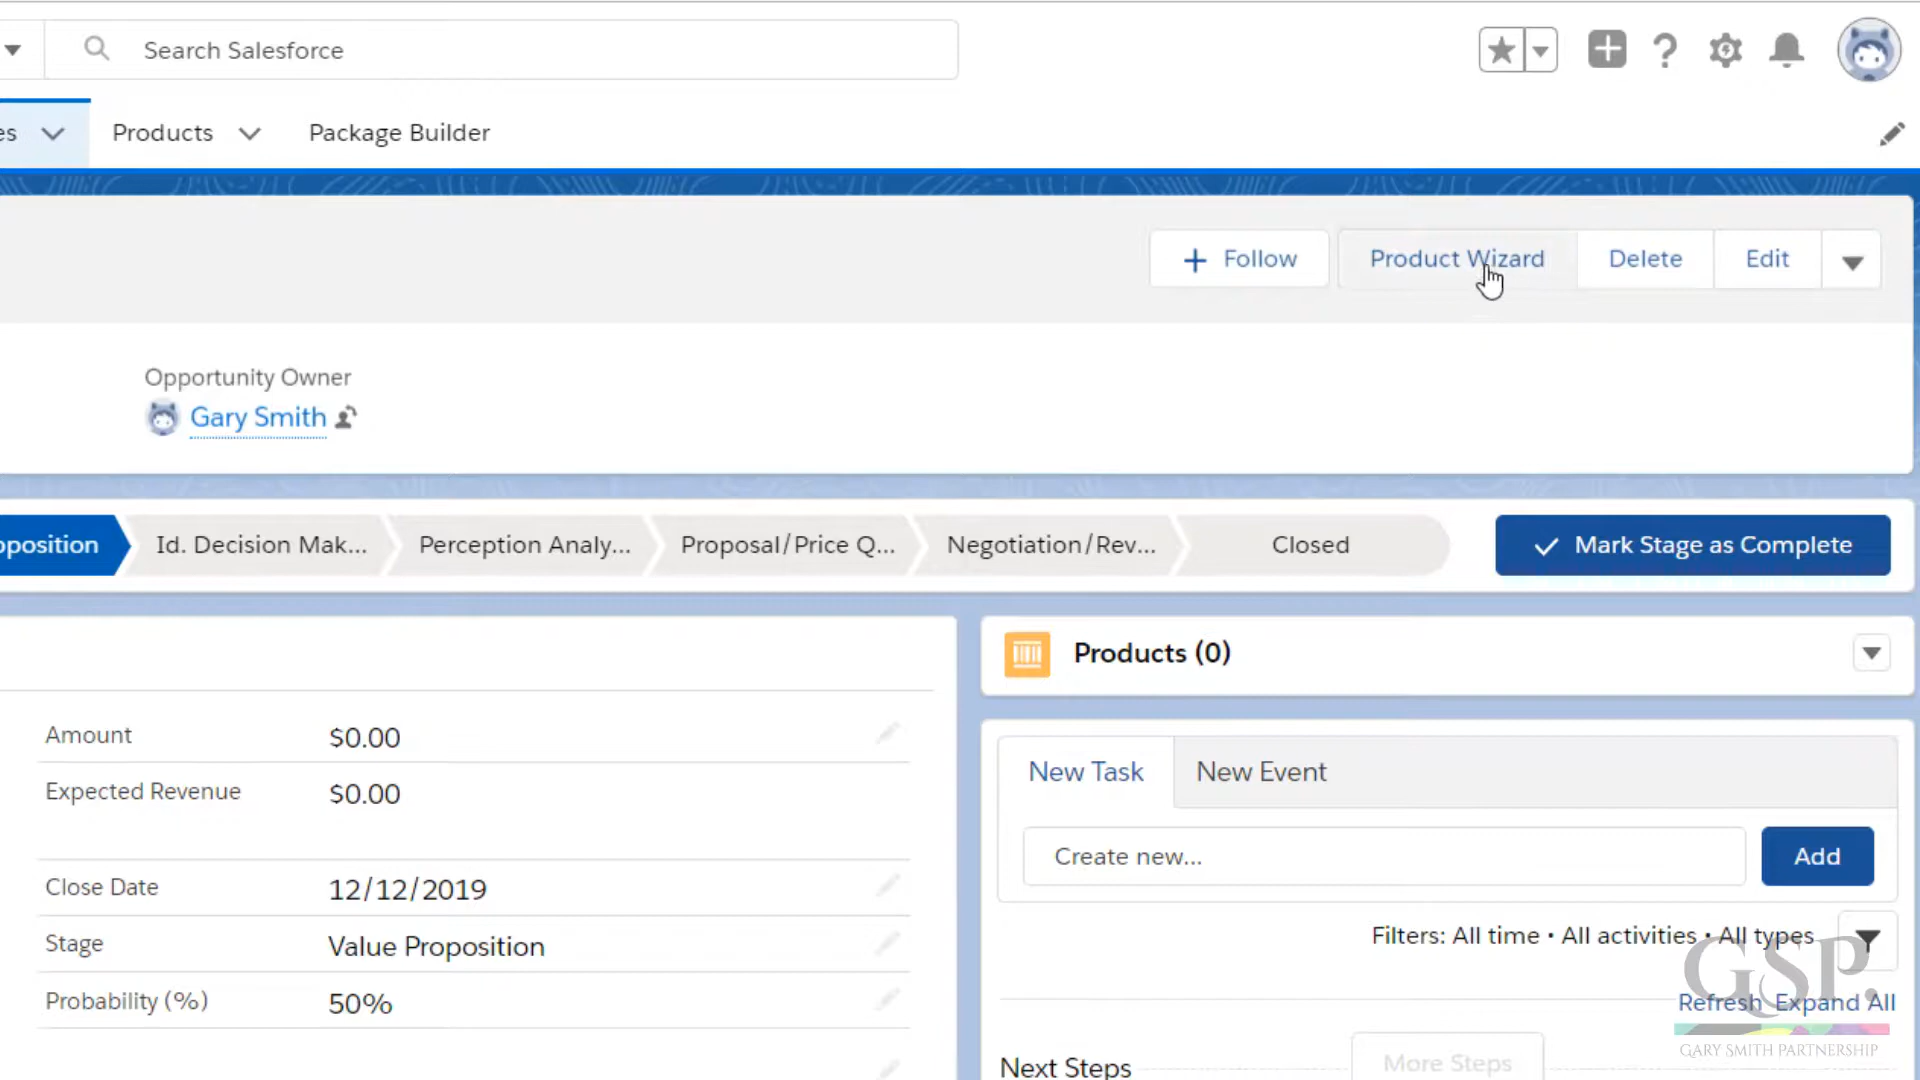 Search Salesforce
es
Products
Package Builder
Follow
Product Wizard
Delete
Edit
Opportunity Owner
Gary Smith
oposition
Id. Decision Mak...
Perception Analy...
Proposal/Price Q...
Negotiation/Rev...
Closed
Mark Stage as Complete
Products (0)
Amount
$0.00
Expected Revenue
$0.00
Close Date
12/12/2019
Stage
Value Proposition
Probability (%)
50%
New Task
New Event
Create new...
Add
Filters: All time • All activities • All types
Refresh
Expand All
Next Steps
More Steps
GSP.
GARY SMITH PARTNERSHIP